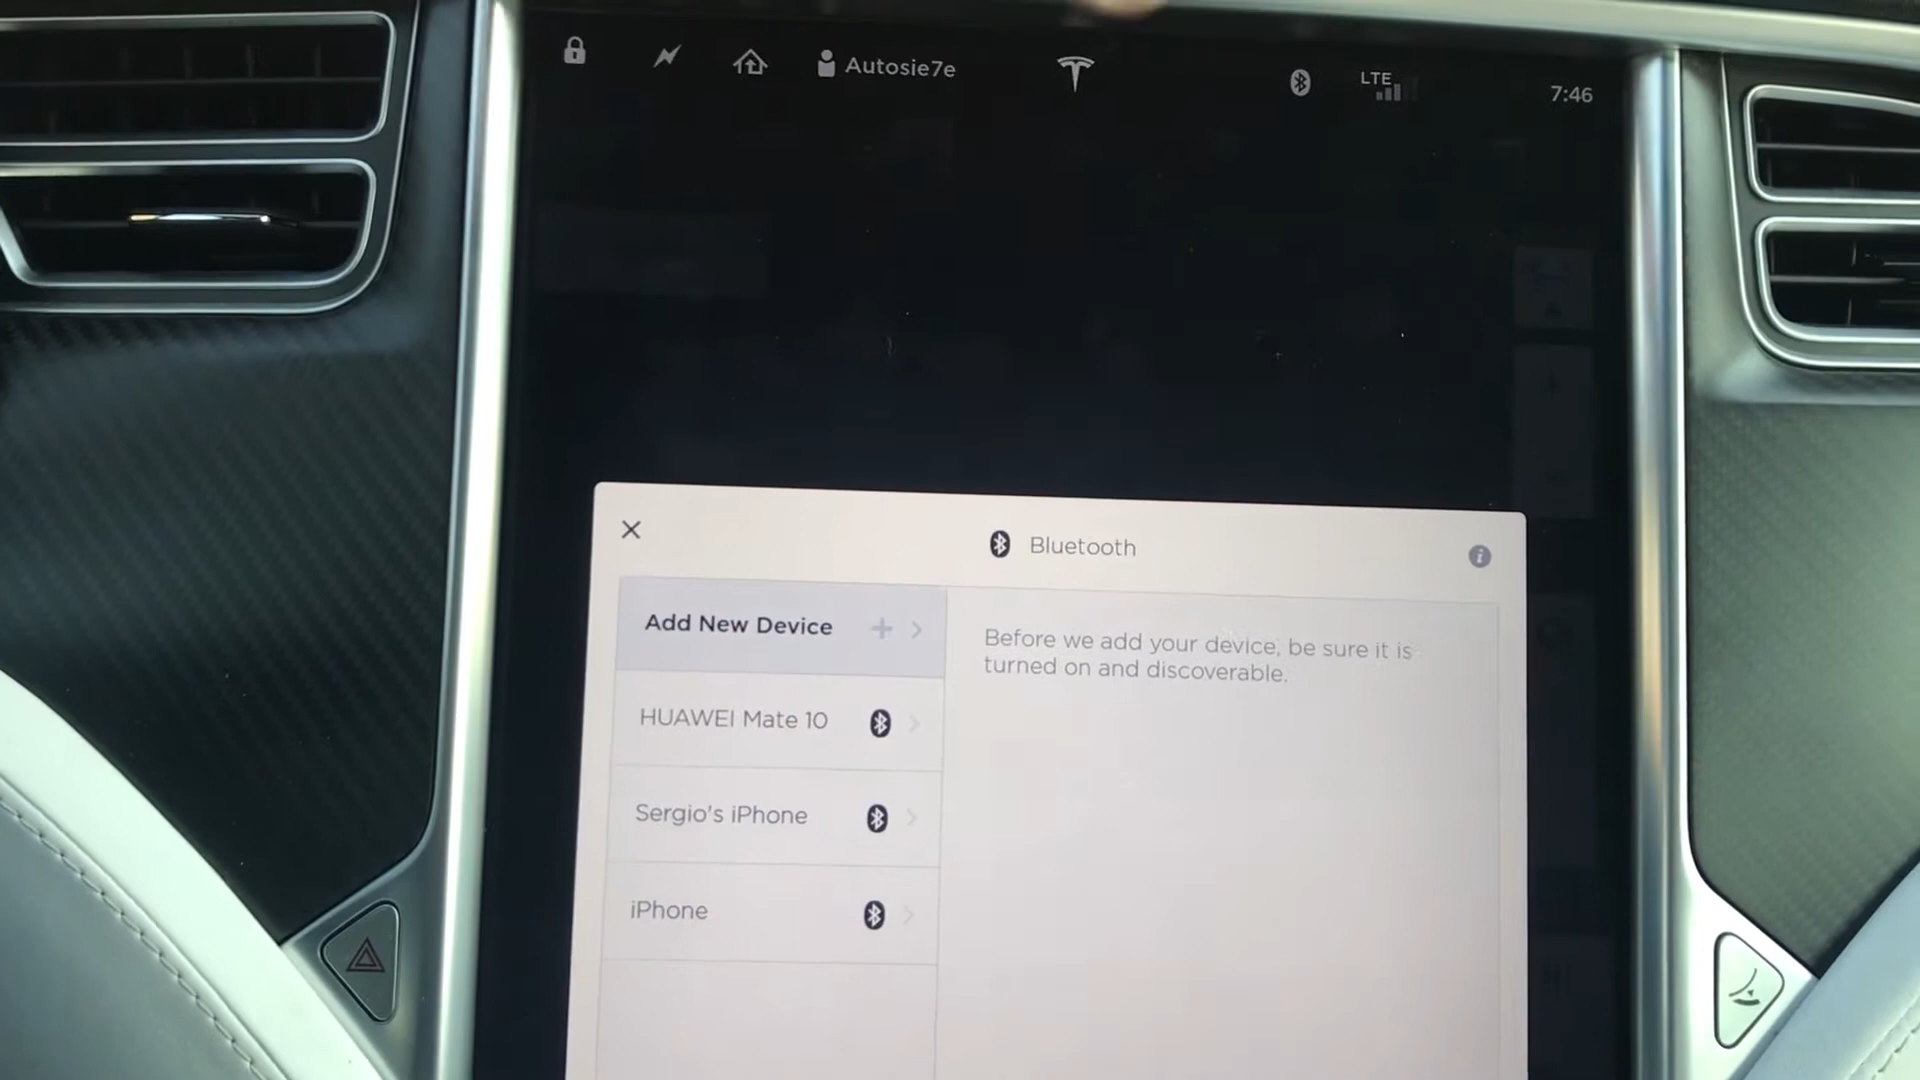 Autosie7e
LTE
7:46
Bluetooth
Add New Device
Before we add your device, be sure it is
turned on and discoverable.
HUAWEI Mate 10
Sergio's iPhone
iPhone